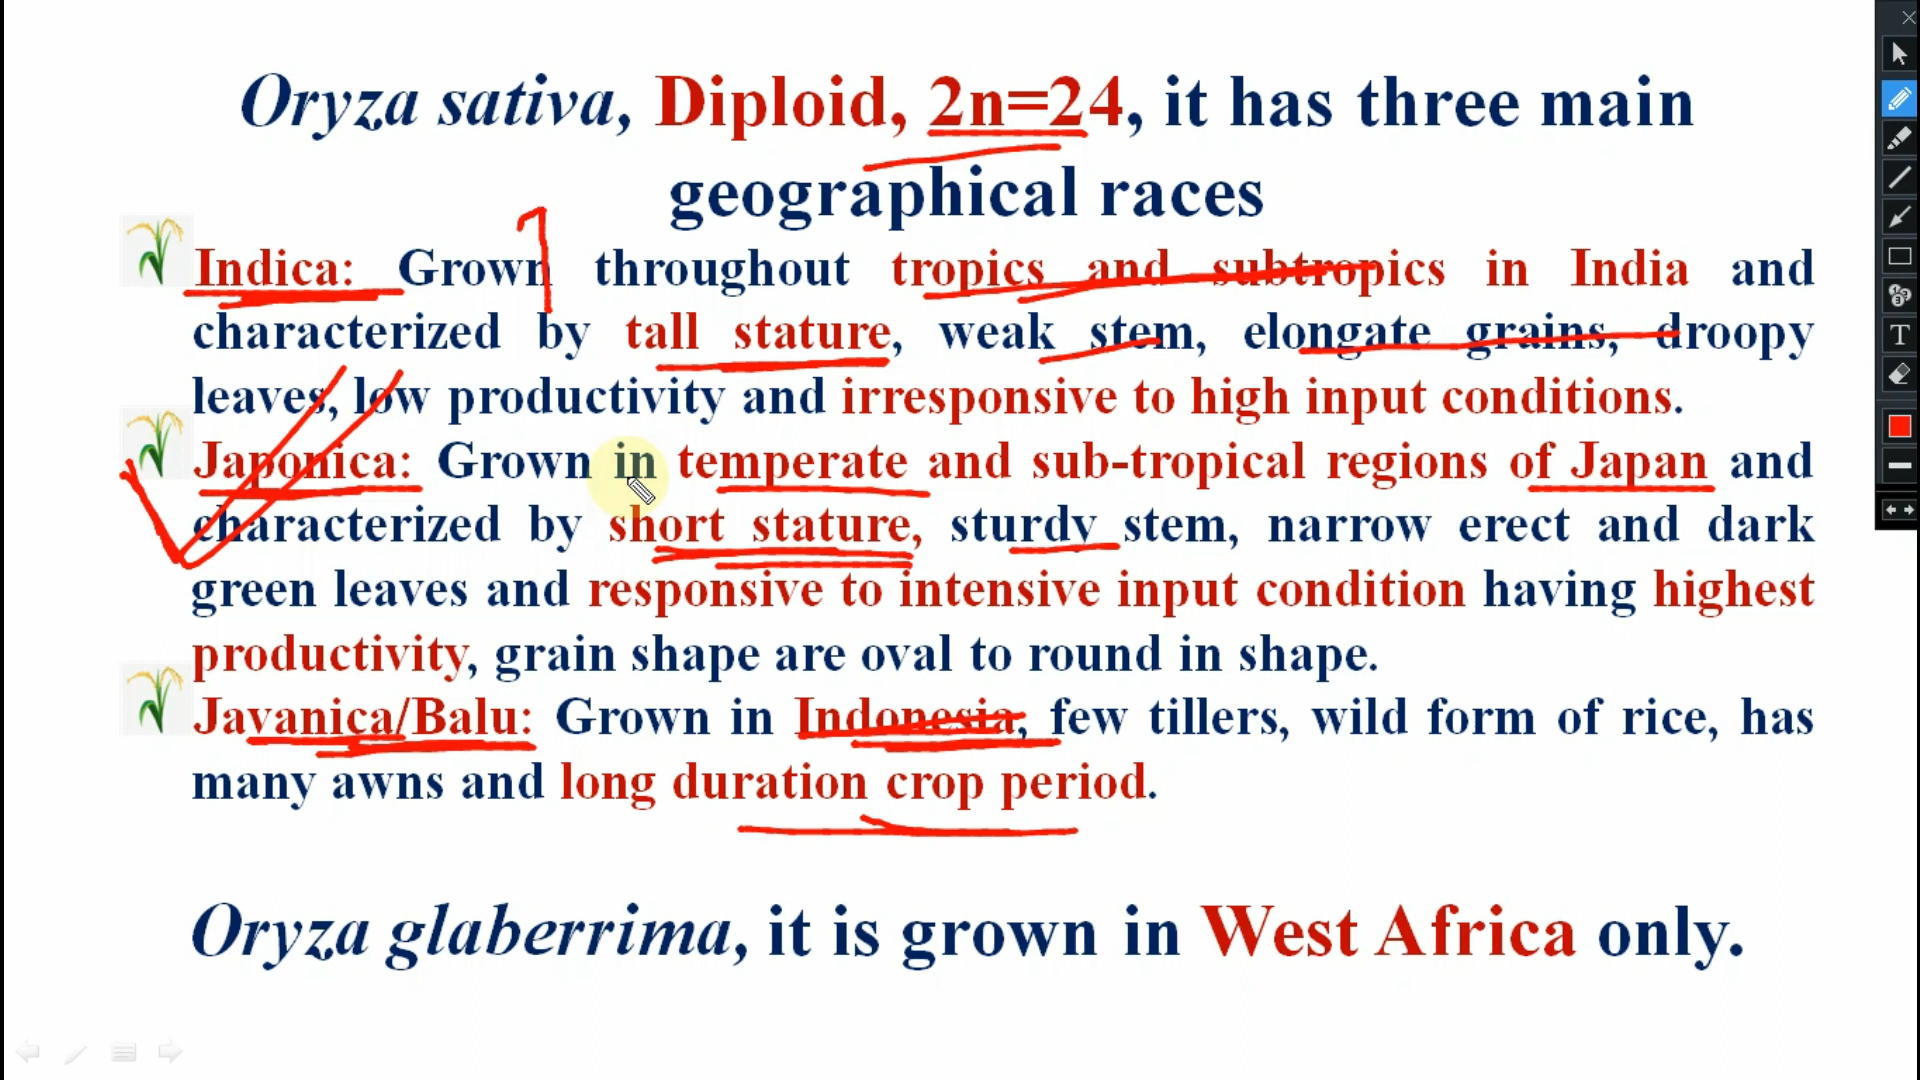 Oryza sativa, Diploid, 2n=24, it has three main
geographical races
Indica: Grown throughout tropics and subtropics in India and
characterized by tall stature, weak stem, elongate grains, droopy
leaves, low productivity and irresponsive to high input conditions.
Japonica: Grown in temperate and sub-tropical regions of Japan and
characterized by short stature, sturdy stem, narrow erect and dark
green leaves and responsive to intensive input condition having highest
productivity, grain shape are oval to round in shape.
Javanica/Balu: Grown in Indonesia, few tillers, wild form of rice, has
many awns and long duration crop period.
Oryza glaberrima, it is grown in West Africa only.